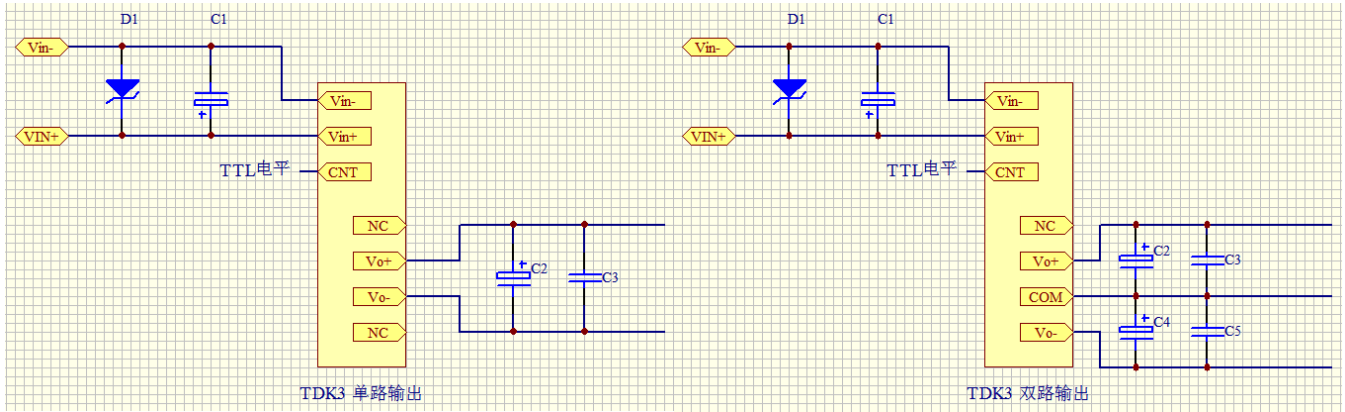 D1 C1
Vin-
VIN+
Vin-
Vin+
TTL电平
CNT
NC
Vo+
Vo-
NC
C2
C3
TDK3 单路输出
D1 C1
Vin-
VIN+
Vin-
Vin+
TTL电平
CNT
NC
Vo+
COM
Vo-
C2
C3
C4
C5
TDK3 双路输出